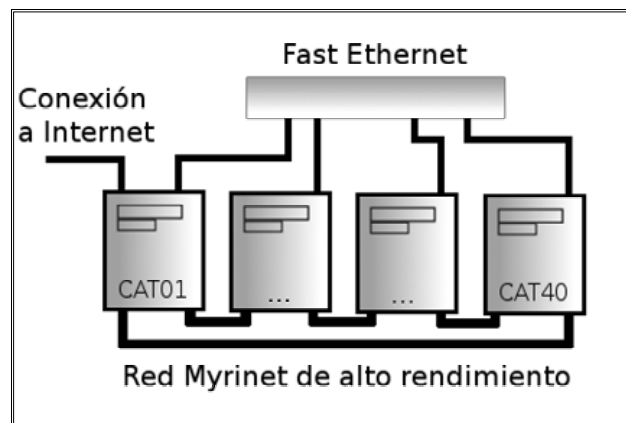 Fast Ethernet
Conexión
a Internet
CAT01
...
...
CAT40
Red Myrinet de alto rendimiento